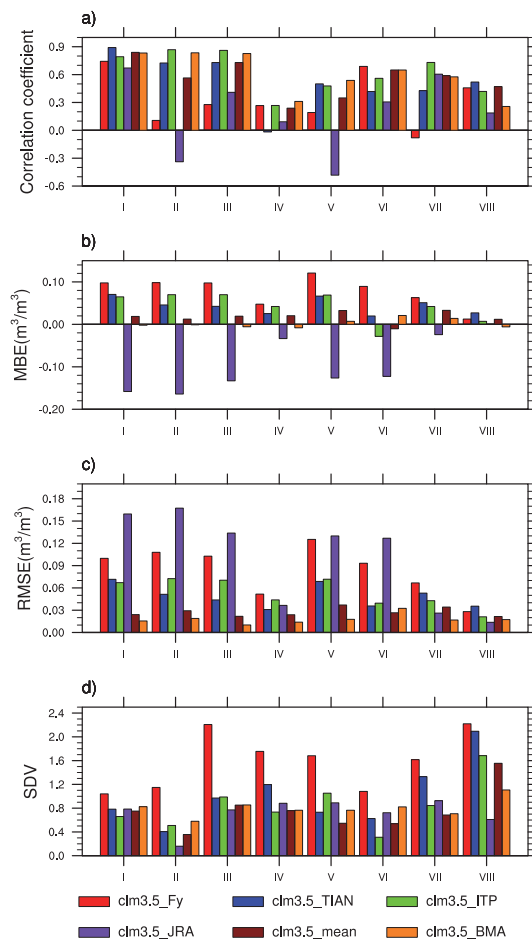 a)
Correlation coefficient
0.9
0.6
0.3
0.0
-0.3
-0.6
I II III IV V VI VII VIII
b)
MBE(m³/m³)
0.10
0.00
-0.10
-0.20
I II III IV V VI VII VIII
c)
RMSE(m³/m³)
0.18
0.15
0.12
0.09
0.06
0.03
0.00
I II III IV V VI VII VIII
d)
SDV
2.4
1.8
1.2
0.8
0.4
0.0
I II III IV V VI VII VIII
clm3.5_Fy clm3.5_TIAN clm3.5_ITP
clm3.5_JRA clm3.5_mean clm3.5_BMA